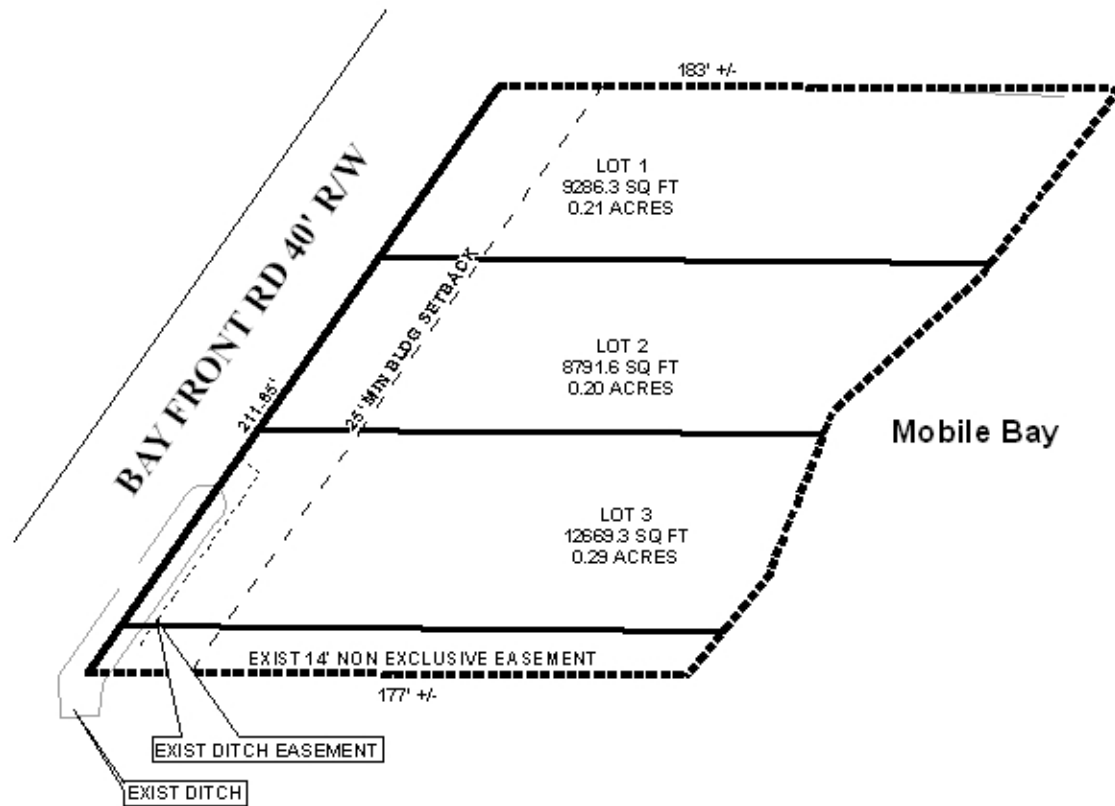 183' +/-
BAY FRONT RD 40' R/W
LOT 1
9286.3 SQ FT
0.21 ACRES
25' MIN BLDG SETBACK
211.85'
LOT 2
8791.6 SQ FT
0.20 ACRES
Mobile Bay
LOT 3
12669.3 SQ FT
0.29 ACRES
EXIST 14' NON EXCLUSIVE EASEMENT
177' +/-
EXIST DITCH EASEMENT
EXIST DITCH